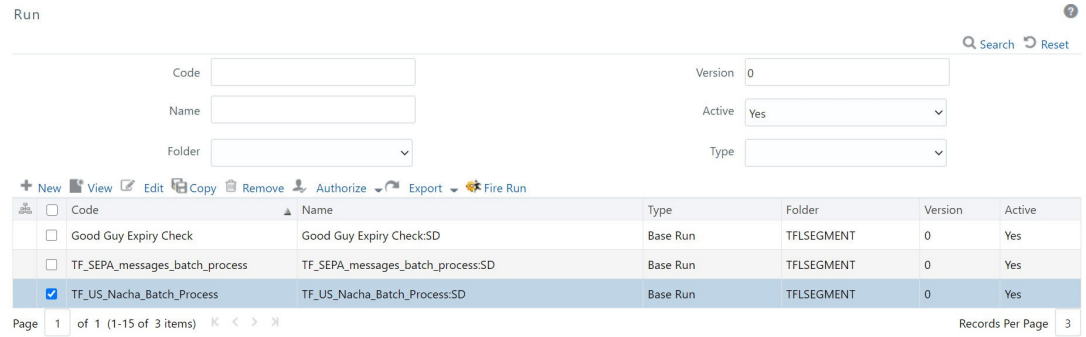 Run
?
Search Reset
Code Version 0
Name Active Yes
Folder Type
New View Edit Copy Remove Authorize Export Fire Run
Code Name Type Folder Version Active
Good Guy Expiry Check Good Guy Expiry Check:SD Base Run TFLSEGMENT 0 Yes
TF_SEPA_messages_batch_process TF_SEPA_messages_batch_process:SD Base Run TFLSEGMENT 0 Yes
TF_US_Nacha_Batch_Process TF_US_Nacha_Batch_Process:SD Base Run TFLSEGMENT 0 Yes
Page 1 of 1 (1-15 of 3 items) Records Per Page 3